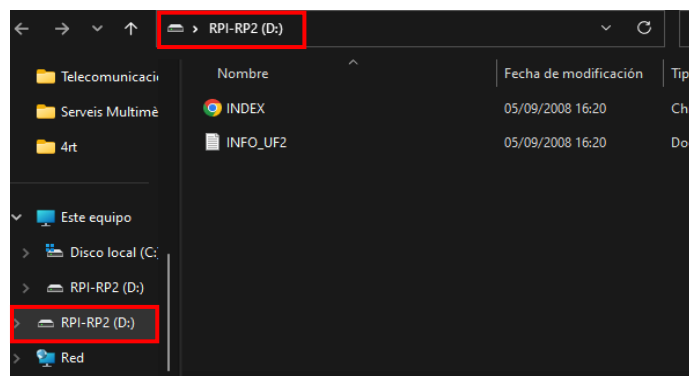 RPI-RP2 (D:)
Telecomunicacio
Nombre
Fecha de modificación
Tip
Serveis Multimè
INDEX
05/09/2008 16:20
Ch
4rt
INFO_UF2
05/09/2008 16:20
Do
Este equipo
Disco local (C:)
RPI-RP2 (D:)
RPI-RP2 (D:)
Red